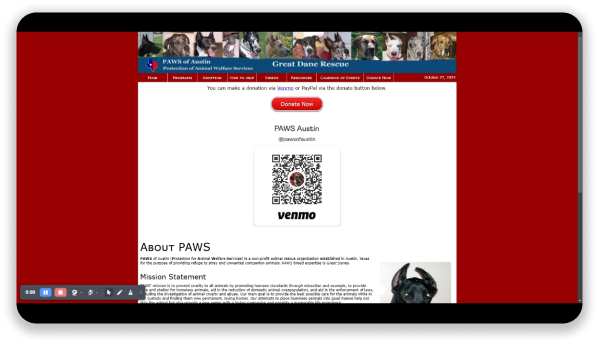 PAWS of Austin
Protection of Animal Welfare Services
Great Dane Rescue
Home Programs Adoption How to help Videos Resources Calendar of Events Donate Now October 27, 2024
You can make a donation via Venmo or PayPal via the donate button below.
Donate Now
PAWS Austin
@pawsofaustin
venmo
About PAWS
PAWS of Austin (Protection for Animal Welfare Services) is a non-profit animal rescue organization established in Austin, Texas
for the purpose of providing refuge to stray and unwanted companion animals. PAWS breed expertise is Great Danes.
Mission Statement
mission is to prevent cruelty to all animals by promoting humane standards through education and example, to provide
and shelter for homeless animals, aid in the reduction of domestic animal overpopulation, and aid in the enforcement of laws,
including the investigation of animal cruelty and abuse. Our main goal is to provide the best possible care for the animals while in
our custody and finding them new permanent, loving homes. Our attempts to place homeless animals into good homes help not
0:00